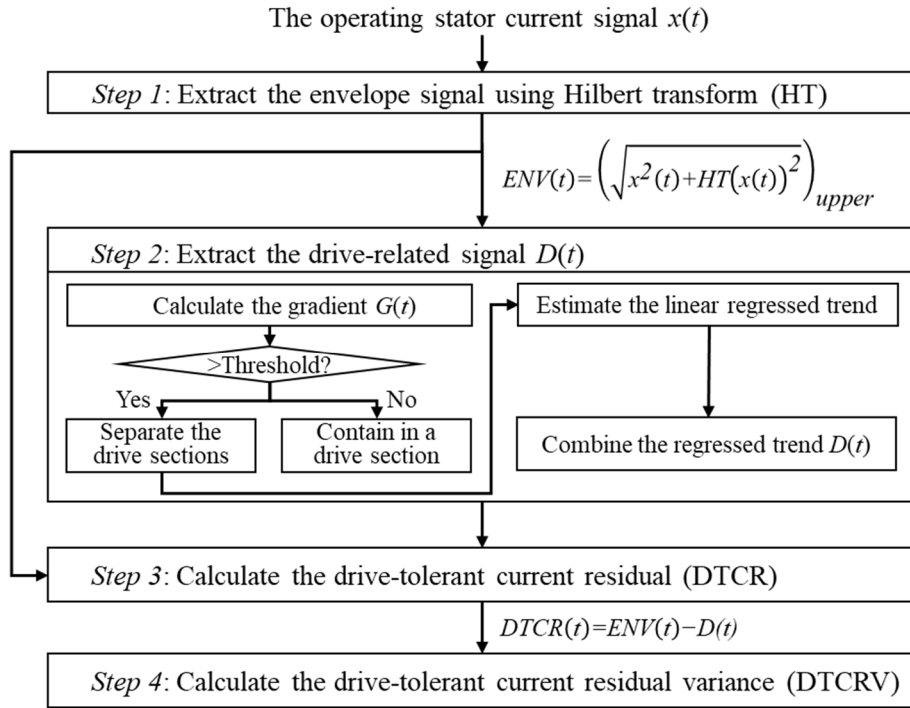 The operating stator current signal x(t)
Step 1: Extract the envelope signal using Hilbert transform (HT)
ENV(t)=(√x²(t)+HT(x(t))²)upper
Step 2: Extract the drive-related signal D(t)
Calculate the gradient G(t)
>Threshold?
Yes
No
Separate the
drive sections
Contain in a
drive section
Estimate the linear regressed trend
Combine the regressed trend D(t)
Step 3: Calculate the drive-tolerant current residual (DTCR)
DTCR(t)=ENV(t)−D(t)
Step 4: Calculate the drive-tolerant current residual variance (DTCRV)